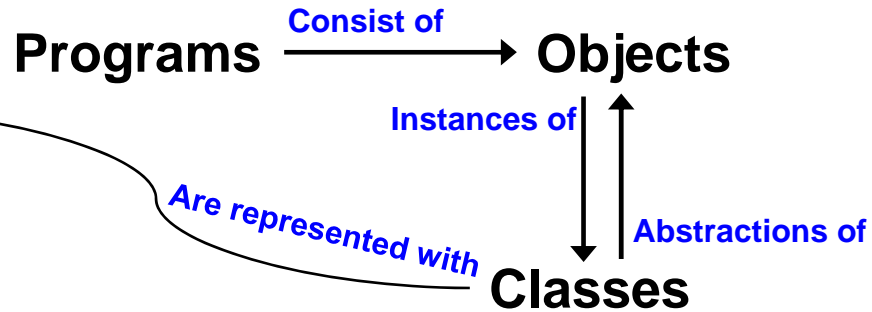 Consist of
Programs
Objects
Instances of
Are represented with
Abstractions of
Classes